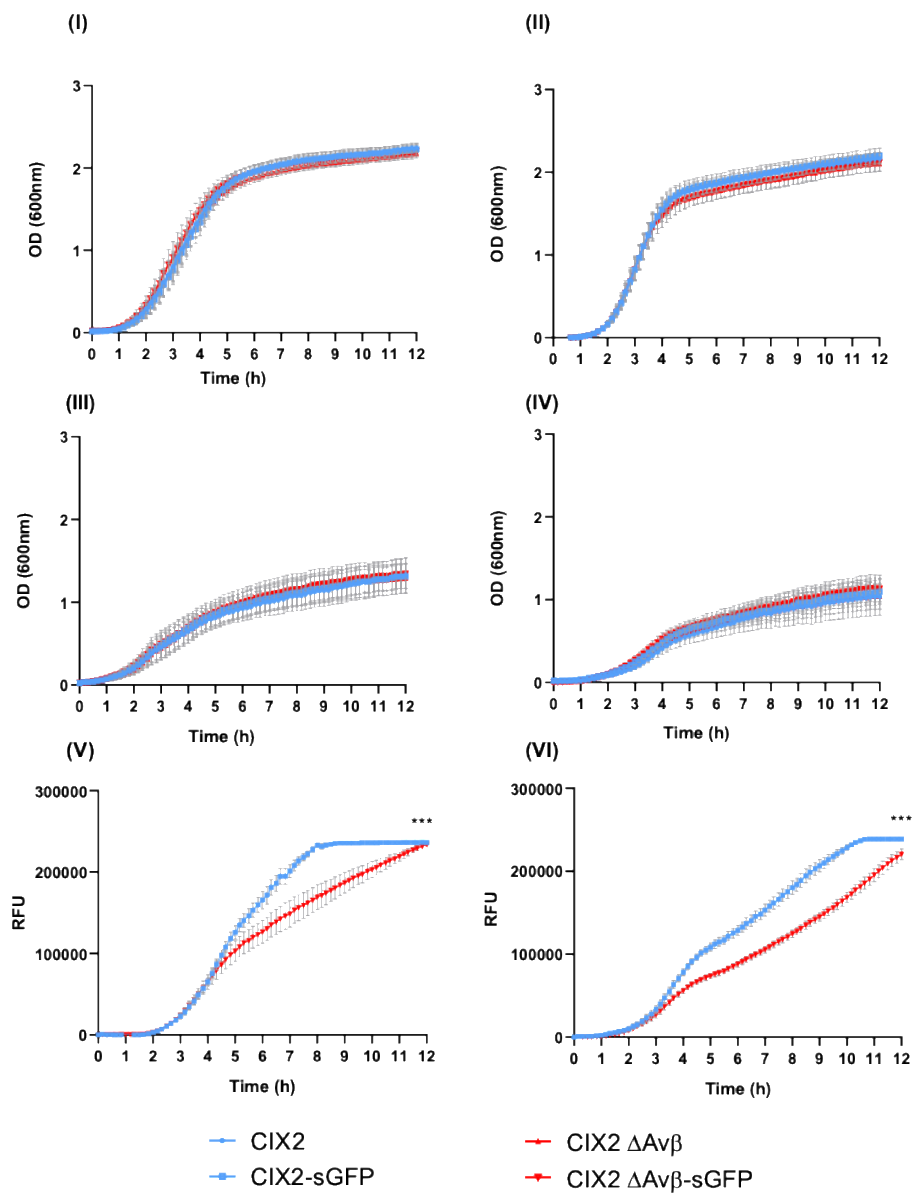 (I)
3
2
1
0
OD (600nm)
0 1 2 3 4 5 6 7 8 9 10 11 12
Time (h)
(II)
3
2
1
0
OD (600nm)
0 1 2 3 4 5 6 7 8 9 10 11 12
(III)
3
2
1
0
OD (600nm)
0 1 2 3 4 5 6 7 8 9 10 11 12
Time (h)
(IV)
3
2
1
0
OD (600nm)
0 1 2 3 4 5 6 7 8 9 10 11 12
Time (h)
(V)
300000
200000
100000
0
RFU
***
0 1 2 3 4 5 6 7 8 9 10 11 12
Time (h)
(VI)
300000
200000
100000
0
RFU
***
0 1 2 3 4 5 6 7 8 9 10 11 12
Time (h)
CIX2
CIX2-sGFP
CIX2 ΔAvβ
CIX2 ΔAvβ-sGFP